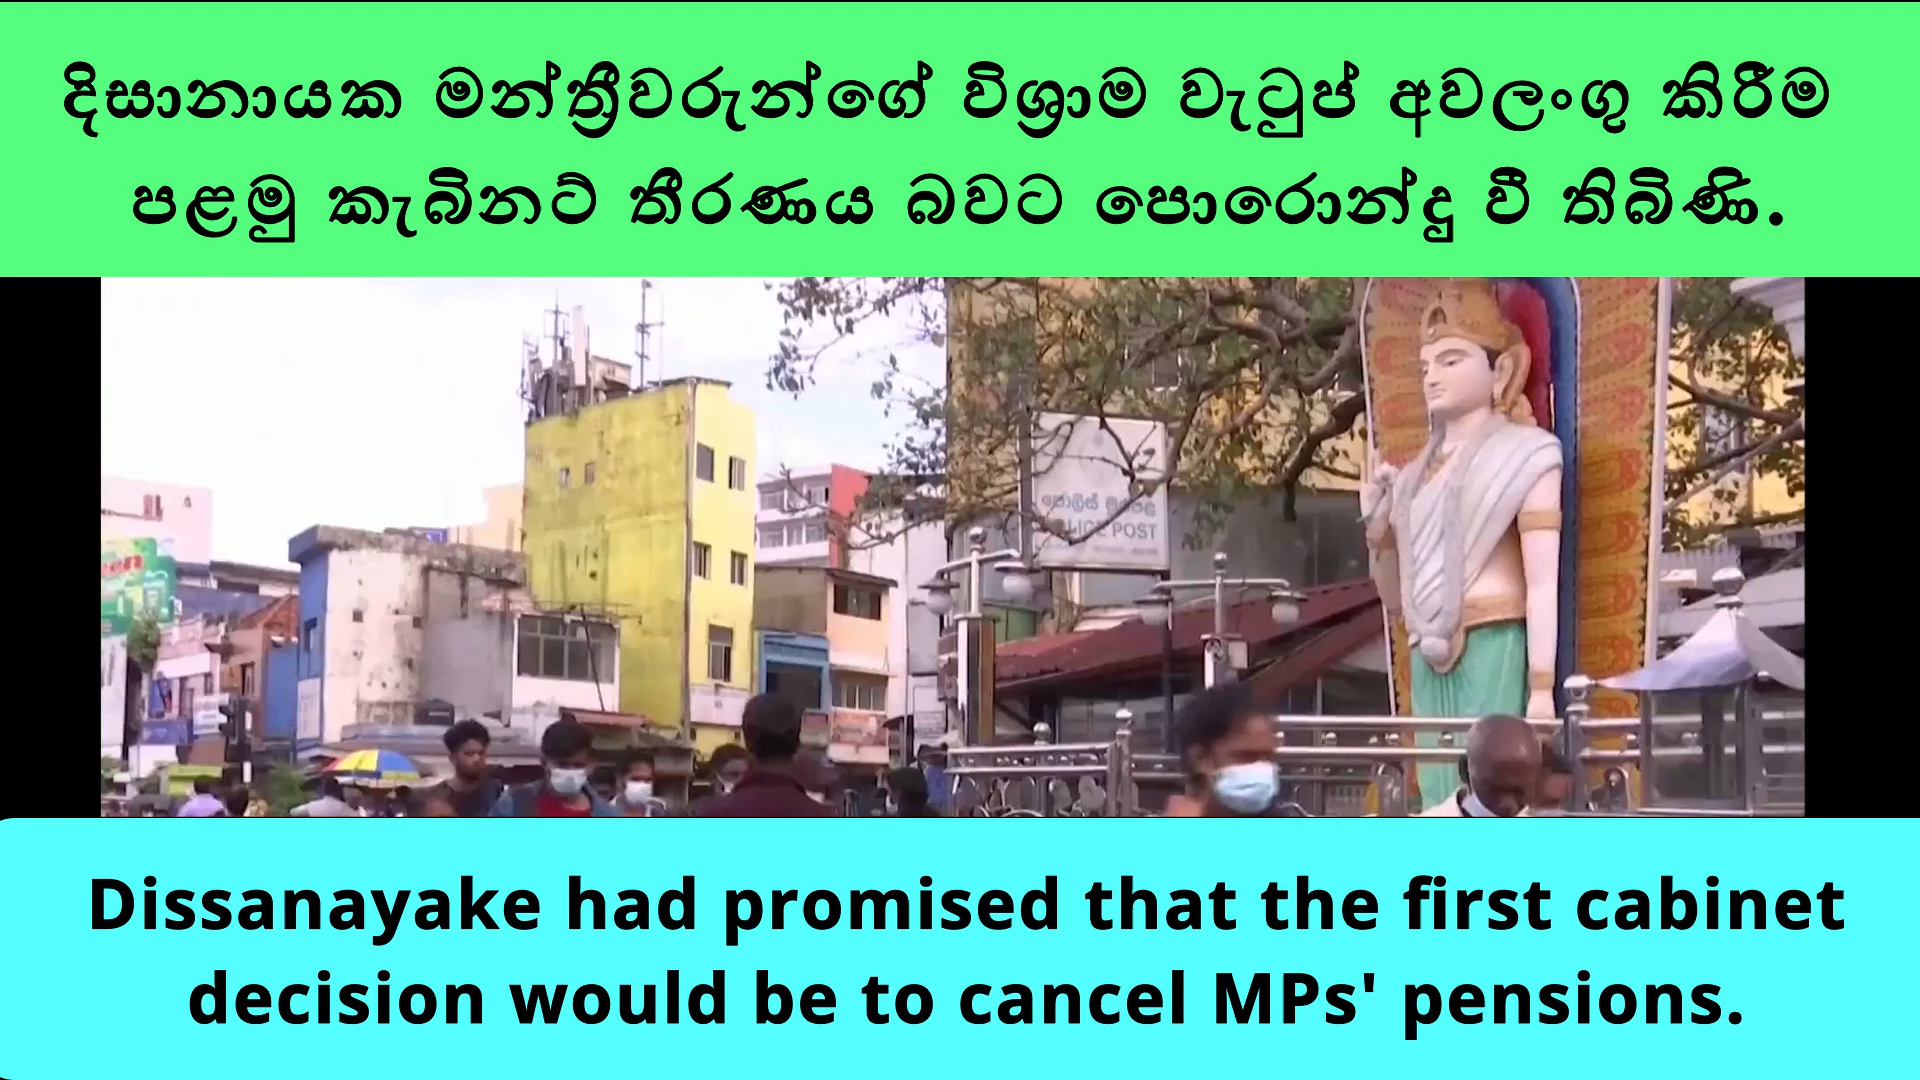 දිසානායක මන්ත්‍රීවරුන්ගේ විශ්‍රාම වැටුප් අවලංගු කිරීම
පළමු කැබිනට් තීරණය බවට පොරොන්දු වී තිබිණි.
පොලිස් මුරපළ
POLICE POST
Dissanayake had promised that the first cabinet
decision would be to cancel MPs' pensions.